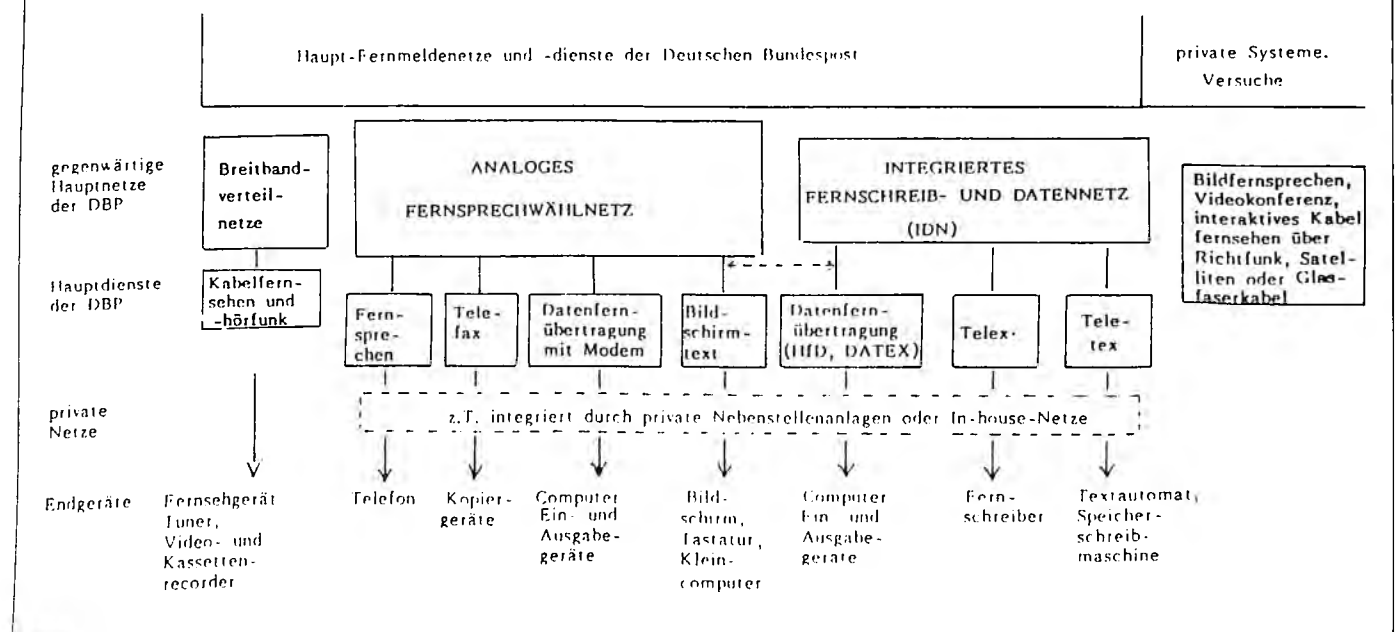 Haupt-Fernmeldenetze und -dienste der Deutschen Bundespost
private Systeme.
Versuche
gegenwärtige
Hauptnetze
der DBP
Breitband-
verteil-
netze
ANALOGES
FERNSPRECHWÄHLNETZ
INTEGRIERTES
FERNSCHREIB- UND DATENNETZ
(IDN)
Bildfernsprechen,
Videokonferenz,
interaktives Kabel
fernsehen über
Richtfunk, Satel-
liten oder Glas-
faserkabel
Hauptdienste
der DBP
Kabelfern-
sehen und
-hörfunk
Fern-
spre-
chen
Tele-
fax
Datenfern-
übertragung
mit Modem
Bild-
schirm-
text
Datenfern-
übertragung
(HfD, DATEX)
Telex
Tele-
tex
private
Netze
z.T. integriert durch private Nebenstellenanlagen oder In-house-Netze
Endgeräte
Fernsehgerät
Tuner,
Video- und
Kassetten-
recorder
Telefon
Kopier-
geräte
Computer
Ein- und
Ausgabe-
geräte
Bild-
schirm,
Tastatur,
Klein-
computer
Computer
Ein- und
Ausgabe-
geräte
Fern-
schreiber
Textautomat,
Speicher-
schreib-
maschine